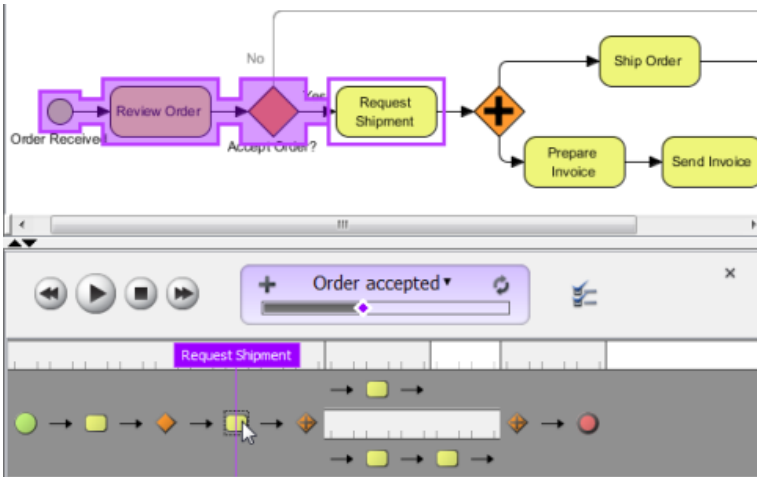 No
Ship Order
Review Order
Yes
Request
Shipment
Order Received
Accept Order?
Prepare
Invoice
Send Invoice
Order accepted
Request Shipment